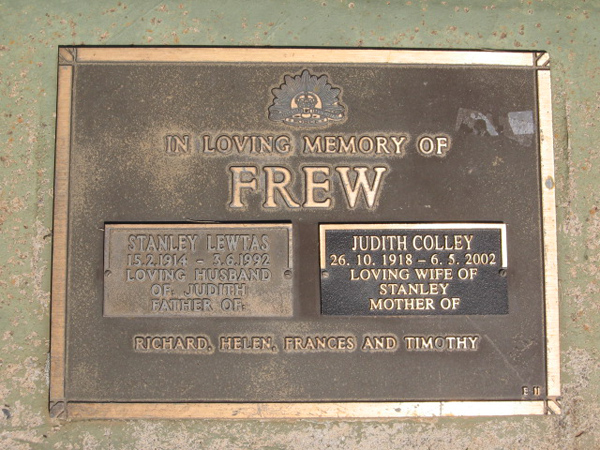 IN LOVING MEMORY OF
FREW
STANLEY LEWTAS
15.2.1914 - 3.6.1992
LOVING HUSBAND
OF JUDITH
FATHER OF
JUDITH COLLEY
26. 10. 1918 - 6. 5. 2002
LOVING WIFE OF
STANLEY
MOTHER OF
RICHARD, HELEN, FRANCES AND TIMOTHY
E 11